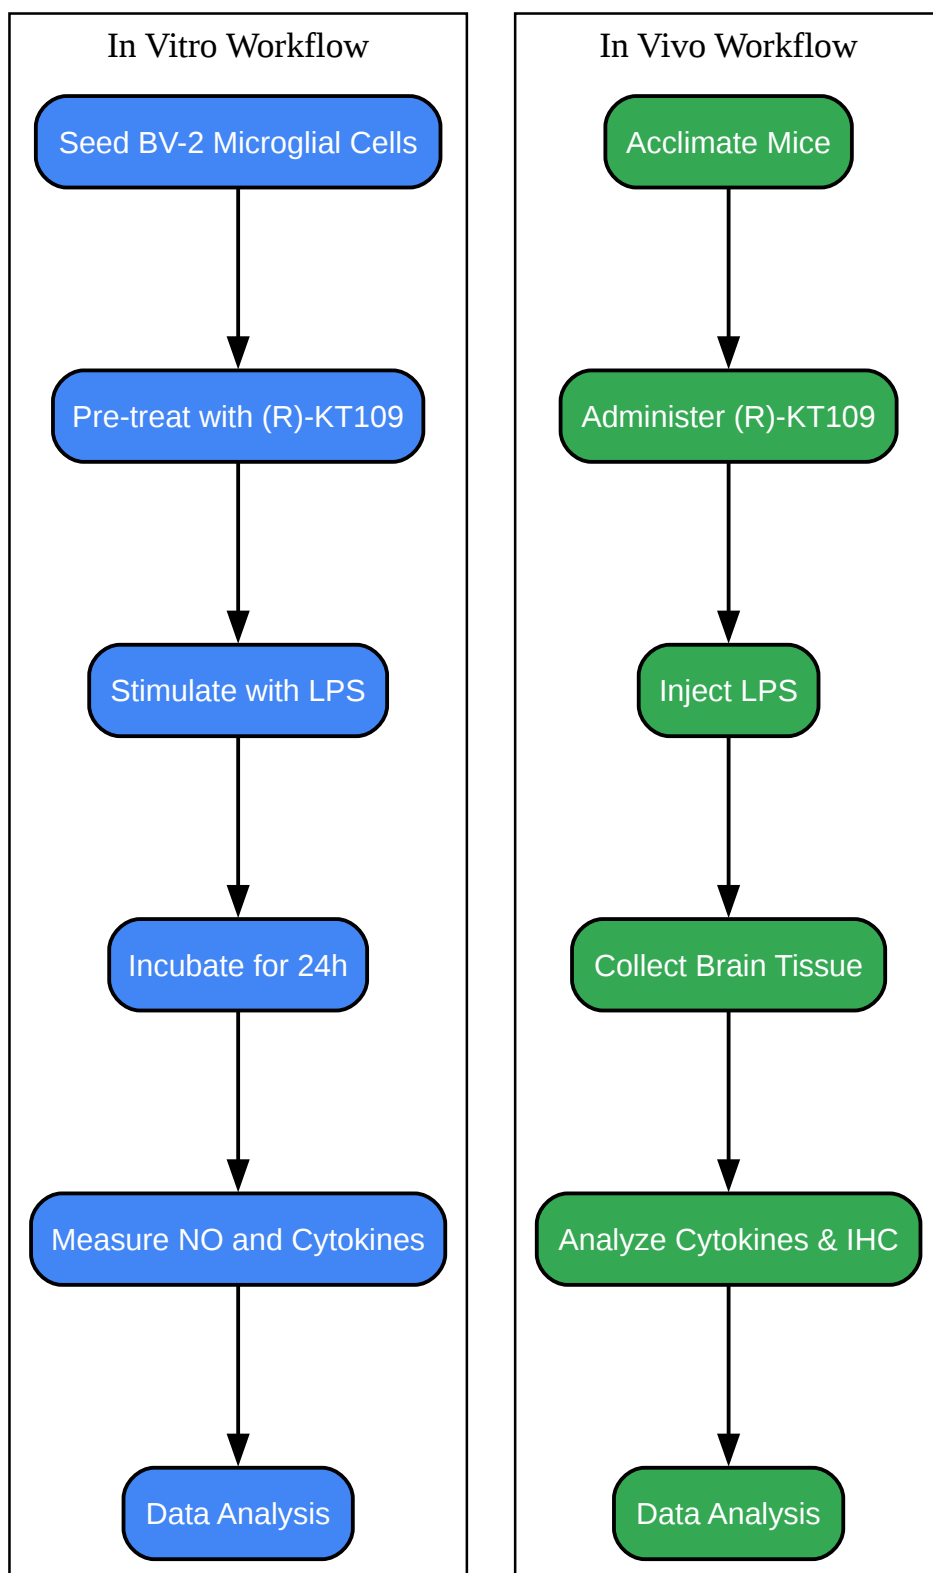 In Vitro Workflow
Seed BV-2 Microglial Cells
Pre-treat with (R)-KT109
Stimulate with LPS
Incubate for 24h
Measure NO and Cytokines
Data Analysis
In Vivo Workflow
Acclimate Mice
Administer (R)-KT109
Inject LPS
Collect Brain Tissue
Analyze Cytokines & IHC
Data Analysis